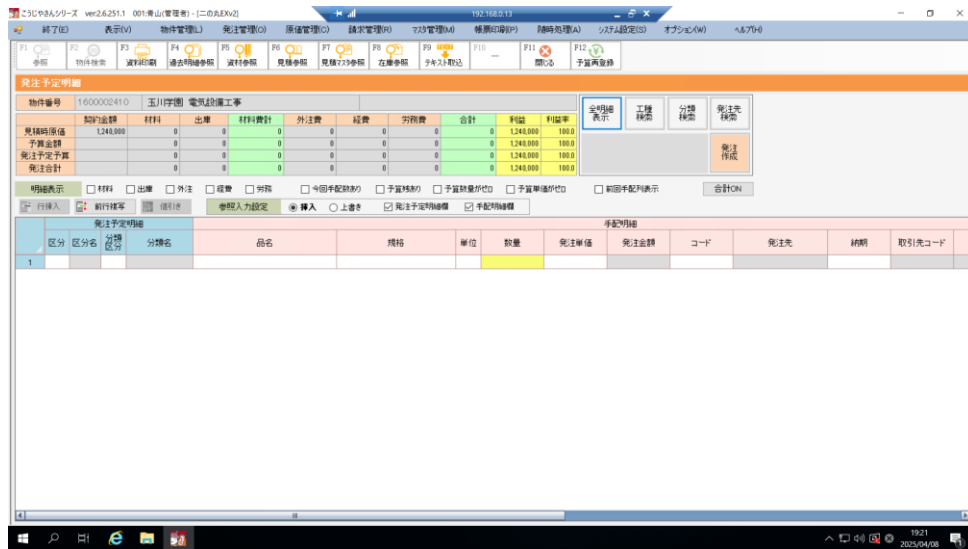 こうじやさんシリーズ ver.2.6.251.1 001:青山(管理者) - [二の丸EXv2]
192.168.0.13
終了(E) 表示(V) 物件管理(L) 発注管理(O) 原価管理(C) 請求管理(R) マスタ管理(M) 帳票印刷(P) 随時処理(A) システム設定(S) オプション(W) ヘルプ(H)
F1 F2 F3 F4 F5 F6 F7 F8 F9 F10 F11 F12
参照 物件検索 資料印刷 過去明細参照 資材参照 見積参照 見積マスタ参照 在庫参照 テキスト取込 閉じる 予算再登録
発注予定明細
物件番号 1600002410 玉川学園 電気設備工事
契約金額 材料 出庫 材料費計 外注費 経費 労務費 合計 利益 利益率
見積時原価 1,240,000 0 0 0 0 0 0 0 1,240,000 100.0
予算金額 0 0 0 0 0 0 0 1,240,000 100.0
発注予定予算 0 0 0 0 0 0 0 1,240,000 100.0
発注合計 0 0 0 0 0 0 0 1,240,000 100.0
全明細表示 工種検索 分類検索 発注先検索
発注作成
明細表示 材料 出庫 外注 経費 労務 今回手配数あり 予算残あり 予算数量がゼロ 予算単価がゼロ 前回手配列表示 合計ON
行挿入 前行複写 値引き 参照入力設定 挿入 上書き 発注予定明細欄 手配明細欄
発注予定明細 手配明細
区分 区分名 分類区分 分類名 品名 規格 単位 数量 発注単価 発注金額 コード 発注先 納期 取引先コード
1
19:21
2025/04/08